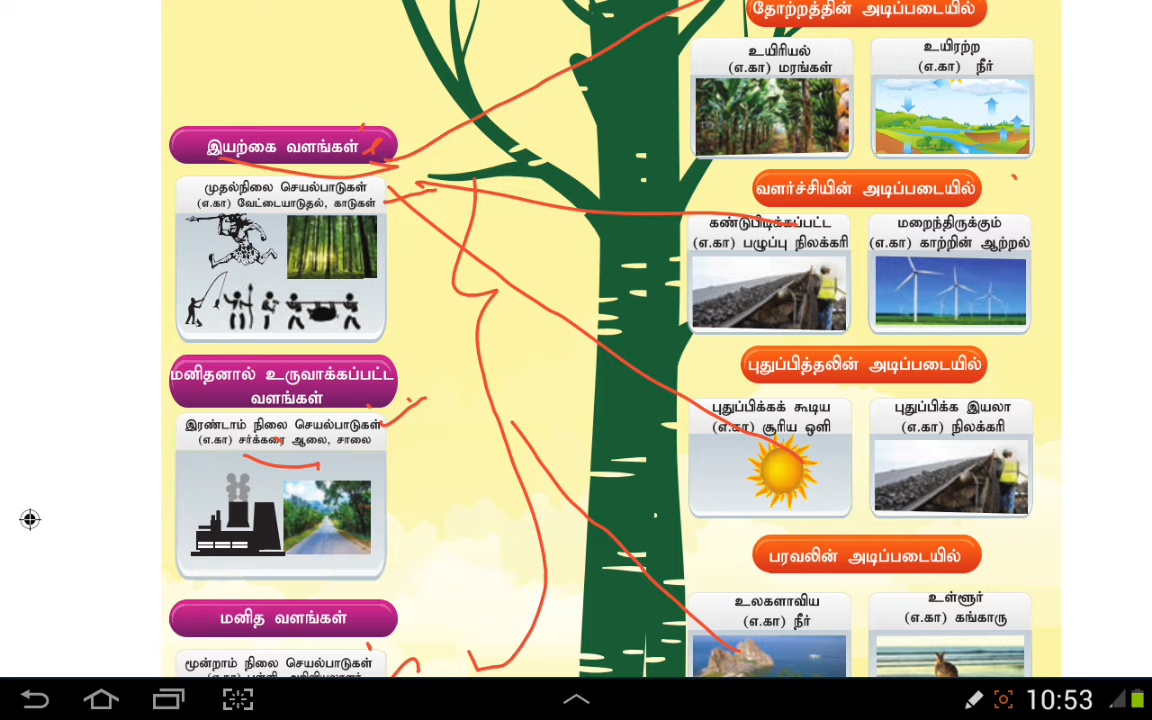 இயற்கை வளங்கள்
முதல்நிலை செயல்பாடுகள்
(எ.கா) வேட்டையாடுதல், காடுகள்
மனிதனால் உருவாக்கப்பட்ட
வளங்கள்
இரண்டாம் நிலை செயல்பாடுகள்
(எ.கா) சர்க்கரை ஆலை, சாலை
மனித வளங்கள்
மூன்றாம் நிலை செயல்பாடுகள்
தோற்றத்தின் அடிப்படையில்
உயிரியல்
(எ.கா) மரங்கள்
உயிரற்ற
(எ.கா) நீர்
வளர்ச்சியின் அடிப்படையில்
கண்டுபிடிக்கப்பட்ட
(எ.கா) பழுப்பு நிலக்கரி
மறைந்திருக்கும்
(எ.கா) காற்றின் ஆற்றல்
புதுப்பித்தலின் அடிப்படையில்
புதுப்பிக்கக் கூடிய
(எ.கா) சூரிய ஒளி
புதுப்பிக்க இயலா
(எ.கா) நிலக்கரி
பரவலின் அடிப்படையில்
உலகளாவிய
(எ.கா) நீர்
உள்ளூர்
(எ.கா) கங்காரு
10:53